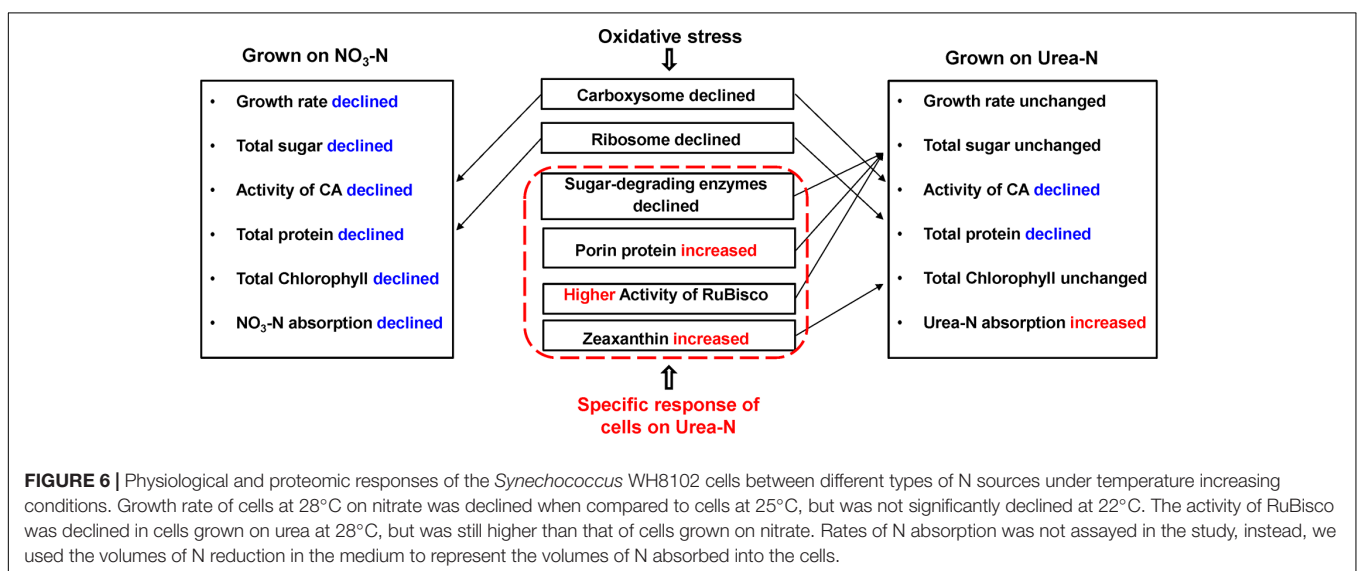 Grown on NO₃-N
• Growth rate declined
• Total sugar declined
• Activity of CA declined
• Total protein declined
• Total Chlorophyll declined
• NO₃-N absorption declined
Oxidative stress
Carboxysome declined
Ribosome declined
Sugar-degrading enzymes
declined
Porin protein increased
Higher Activity of RuBisco
Zeaxanthin increased
Specific response of
cells on Urea-N
Grown on Urea-N
• Growth rate unchanged
• Total sugar unchanged
• Activity of CA declined
• Total protein declined
• Total Chlorophyll unchanged
• Urea-N absorption increased
FIGURE 6 | Physiological and proteomic responses of the Synechococcus WH8102 cells between different types of N sources under temperature increasing
conditions. Growth rate of cells at 28°C on nitrate was declined when compared to cells at 25°C, but was not significantly declined at 22°C. The activity of RuBisco
was declined in cells grown on urea at 28°C, but was still higher than that of cells grown on nitrate. Rates of N absorption was not assayed in the study, instead, we
used the volumes of N reduction in the medium to represent the volumes of N absorbed into the cells.